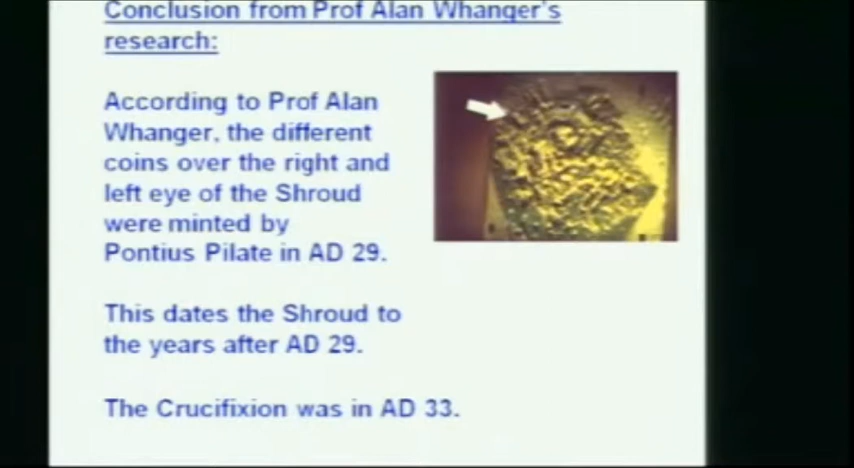 Conclusion from Prof Alan Whanger's
research:
According to Prof Alan
Whanger, the different
coins over the right and
left eye of the Shroud
were minted by
Pontius Pilate in AD 29.
This dates the Shroud to
the years after AD 29.
The Crucifixion was in AD 33.